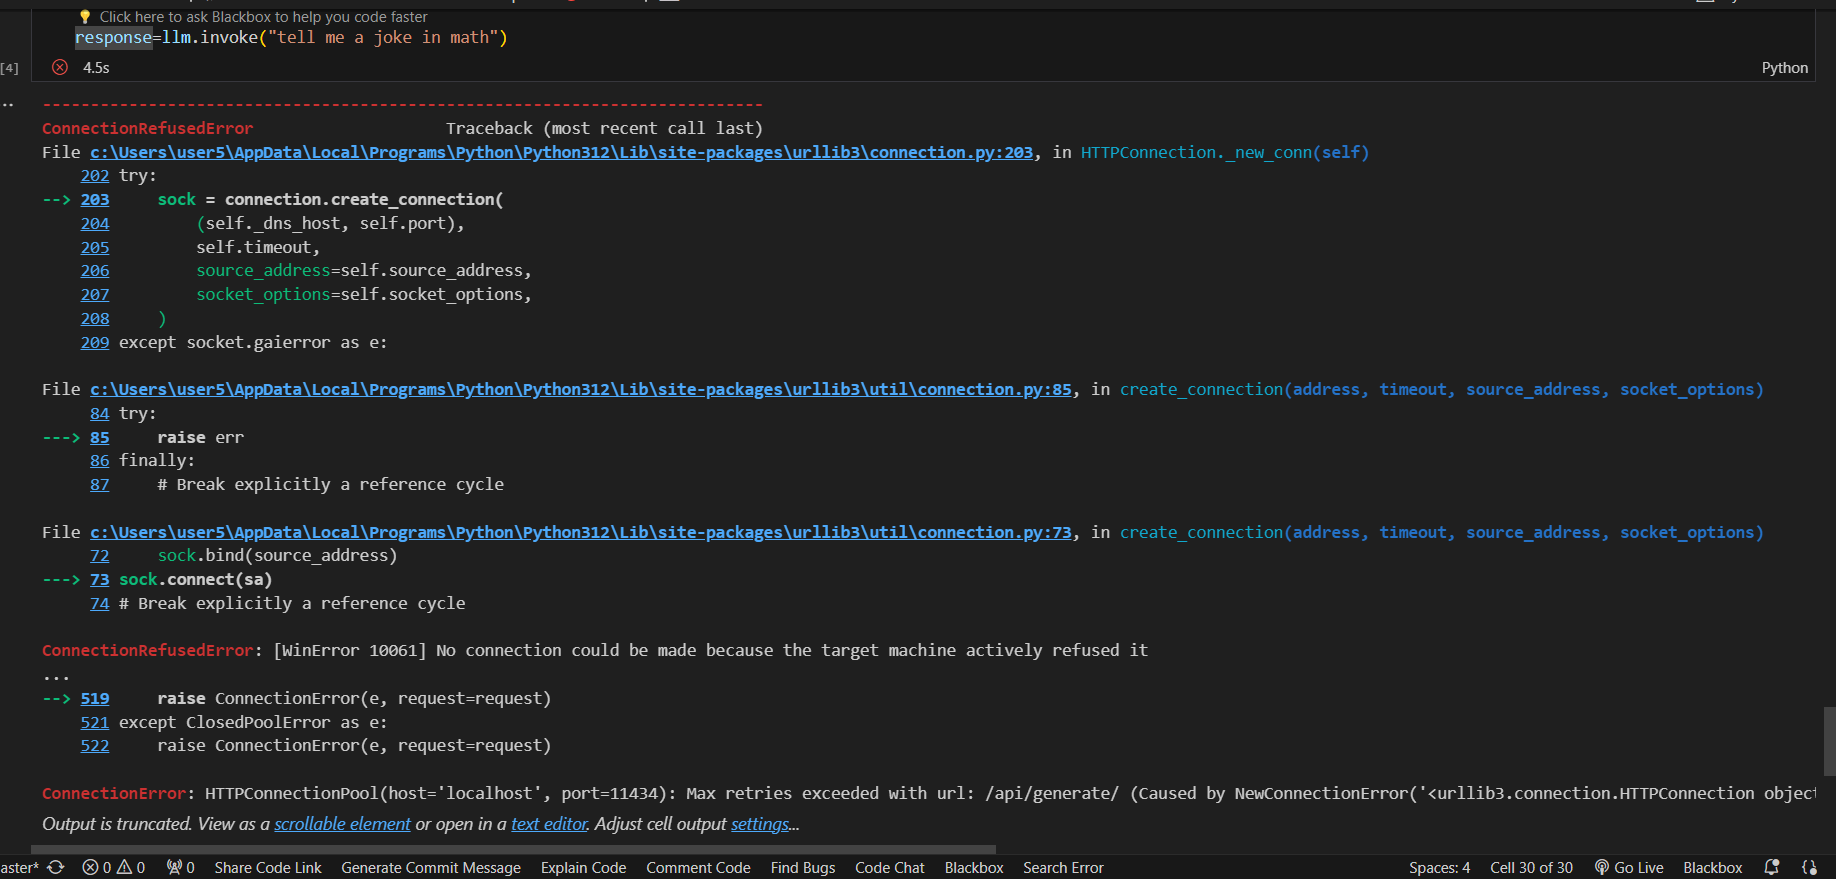 Click here to ask Blackbox to help you code faster
response=llm.invoke("tell me a joke in math")
[4]
4.5s
Python
...
---------------------------------------------------------------------------
ConnectionRefusedError                    Traceback (most recent call last)
File c:\Users\user5\AppData\Local\Programs\Python\Python312\Lib\site-packages\urllib3\connection.py:203, in HTTPConnection._new_conn(self)
    202 try:
--> 203     sock = connection.create_connection(
    204         (self._dns_host, self.port),
    205         self.timeout,
    206         source_address=self.source_address,
    207         socket_options=self.socket_options,
    208     )
    209 except socket.gaierror as e:
File c:\Users\user5\AppData\Local\Programs\Python\Python312\Lib\site-packages\urllib3\util\connection.py:85, in create_connection(address, timeout, source_address, socket_options)
     84 try:
---> 85     raise err
     86 finally:
     87     # Break explicitly a reference cycle
File c:\Users\user5\AppData\Local\Programs\Python\Python312\Lib\site-packages\urllib3\util\connection.py:73, in create_connection(address, timeout, source_address, socket_options)
     72     sock.bind(source_address)
---> 73 sock.connect(sa)
     74 # Break explicitly a reference cycle
ConnectionRefusedError: [WinError 10061] No connection could be made because the target machine actively refused it
...
--> 519     raise ConnectionError(e, request=request)
    521 except ClosedPoolError as e:
    522     raise ConnectionError(e, request=request)
ConnectionError: HTTPConnectionPool(host='localhost', port=11434): Max retries exceeded with url: /api/generate/ (Caused by NewConnectionError('<urllib3.connection.HTTPConnection object
Output is truncated. View as a scrollable element or open in a text editor. Adjust cell output settings...
aster* 0 0 0 Share Code Link Generate Commit Message Explain Code Comment Code Find Bugs Code Chat Blackbox Search Error Spaces: 4 Cell 30 of 30 Go Live Blackbox